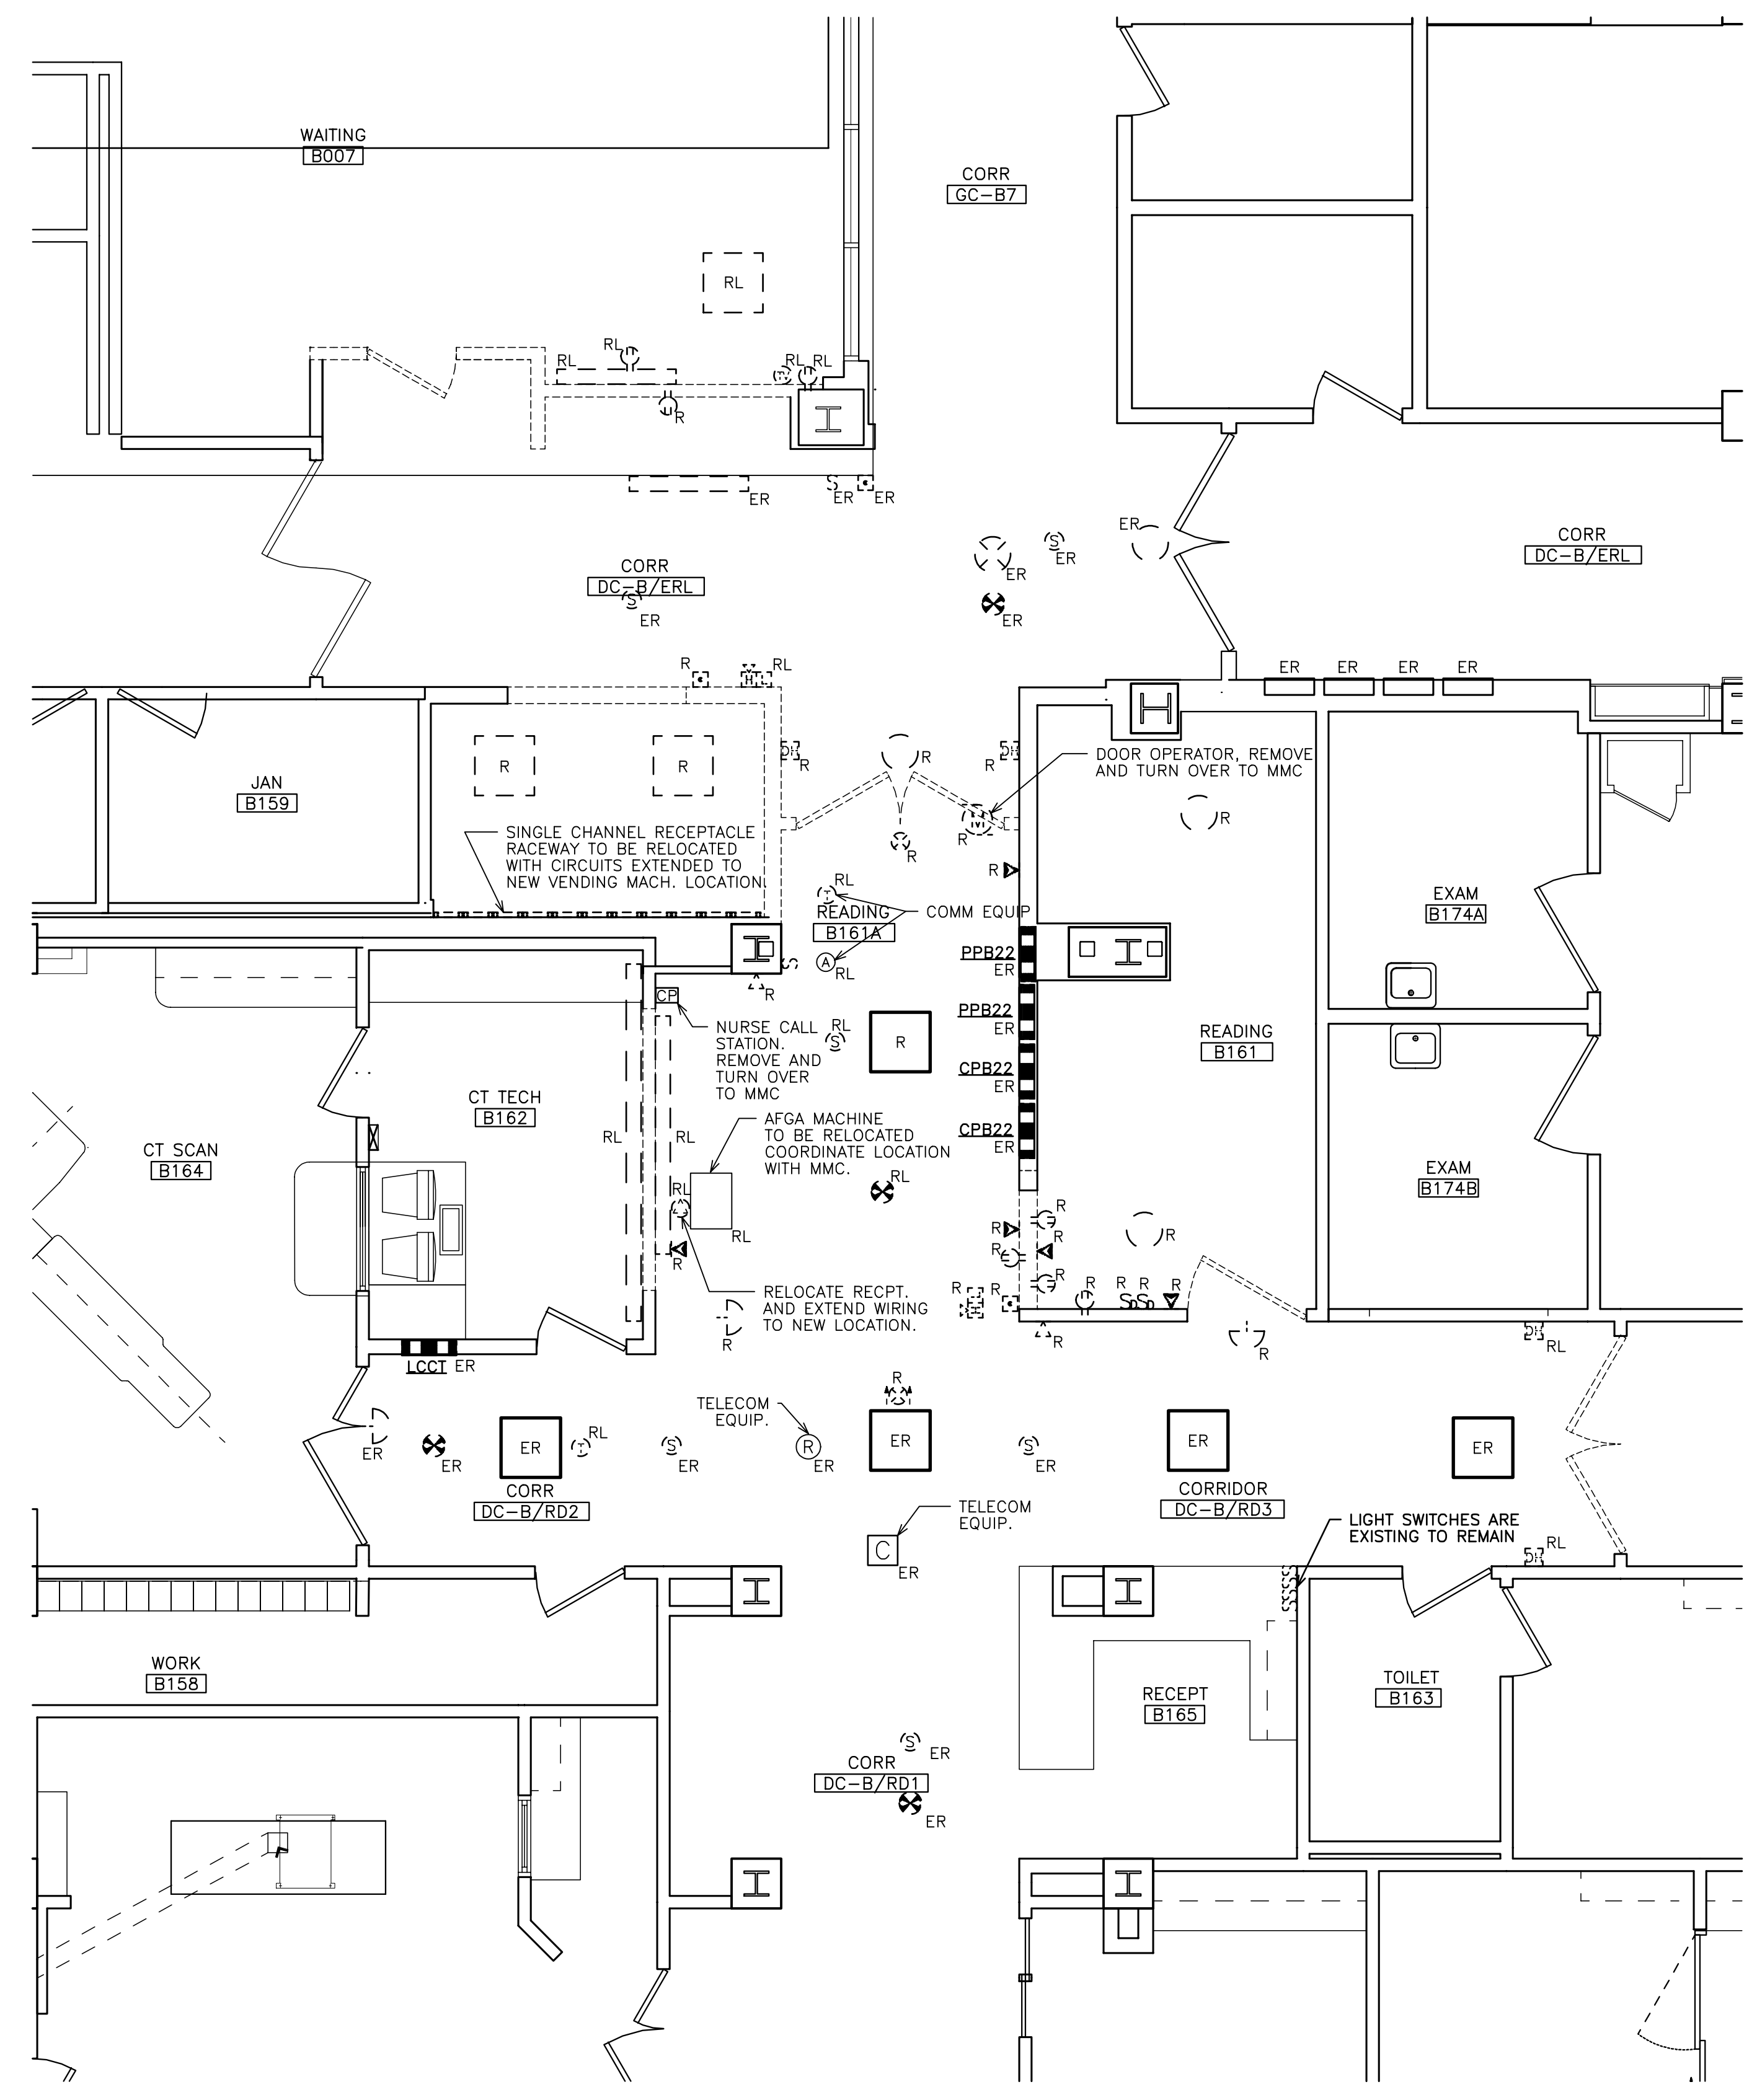 WAITING
B007
CORR
GC-B7
RL
RL
RL
RL
RL
R
ER
ER
ER
ER
S
ER
ER
CORR
DC-B/ERL
CORR
DC-B/ERL
S
ER
ER
R
H
RL
ER
ER
ER
ER
R
R
DH
R
R
DH
R
DOOR OPERATOR, REMOVE
AND TURN OVER TO MMC
JAN
B159
M
R
R
R
SINGLE CHANNEL RECEPTACLE
RACEWAY TO BE RELOCATED
WITH CIRCUITS EXTENDED TO
NEW VENDING MACH. LOCATION.
R
RL
T
READING
B161A
COMM EQUIP
EXAM
B174A
PPB22
ER
A
RL
S
R
CP
NURSE CALL
STATION.
REMOVE AND
TURN OVER
TO MMC
RL
S
R
PPB22
ER
READING
B161
CPB22
ER
CT TECH
B162
AFGA MACHINE
TO BE RELOCATED
COORDINATE LOCATION
WITH MMC.
CPB22
ER
RL
RL
CT SCAN
B164
EXAM
B174B
RL
RL
RL
R
R
R
R
R
R
R
R
R
R
R
R
R
S
D
S
D
RELOCATE RECPT.
AND EXTEND WIRING
TO NEW LOCATION.
R
H
R
R
DH
RL
LCCT
ER
R
TELECOM
EQUIP.
ER
ER
ER
T
RL
S
ER
R
ER
ER
S
ER
ER
ER
CORR
DC-B/RD2
CORRIDOR
DC-B/RD3
TELECOM
EQUIP.
LIGHT SWITCHES ARE
EXISTING TO REMAIN
C
ER
DH
RL
WORK
B158
RECEPT
B165
TOILET
B163
S
ER
CORR
DC-B/RD1
ER